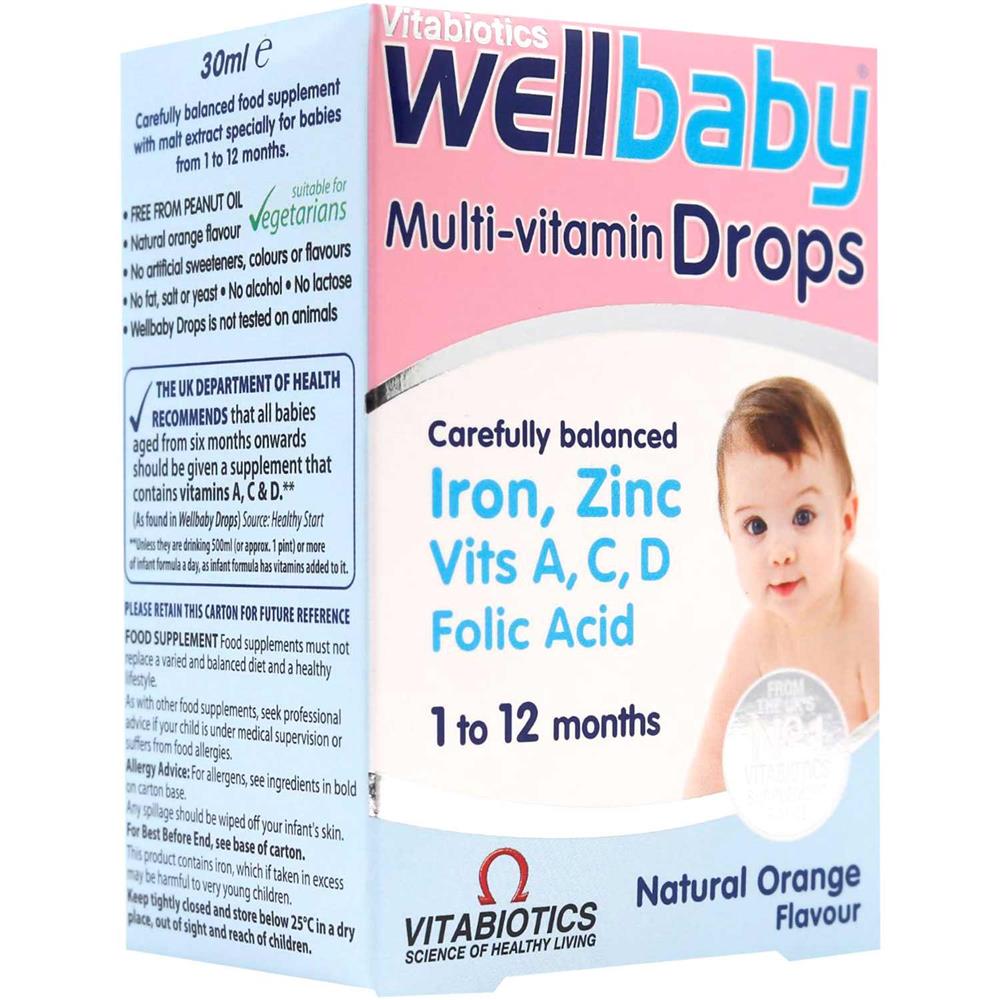 30ml e
Carefully balanced food supplement
with malt extract specially for babies
from 1 to 12 months.
• FREE FROM PEANUT OIL
suitable for
Vegetarians
• Natural orange flavour
• No artificial sweeteners, colours or flavours
• No fat, salt or yeast • No alcohol • No lactose
• Wellbaby Drops is not tested on animals
THE UK DEPARTMENT OF HEALTH
RECOMMENDS that all babies
aged from six months onwards
should be given a supplement that
contains vitamins A, C & D.**
(As found in Wellbaby Drops) Source: Healthy Start
**Unless they are drinking 500ml (or approx. 1 pint) or more
of infant formula a day, as infant formula has vitamins added to it.
PLEASE RETAIN THIS CARTON FOR FUTURE REFERENCE
FOOD SUPPLEMENT Food supplements must not
replace a varied and balanced diet and a healthy
lifestyle.
As with other food supplements, seek professional
advice if your child is under medical supervision or
suffers from food allergies.
Allergy Advice: For allergens, see ingredients in bold
on carton base.
Any spillage should be wiped off your infant's skin.
For Best Before End, see base of carton.
This product contains iron, which if taken in excess
may be harmful to very young children.
Keep tightly closed and store below 25°C in a dry
place, out of sight and reach of children.
Vitabiotics
wellbaby®
Multi-vitamin Drops
Carefully balanced
Iron, Zinc
Vits A, C, D
Folic Acid
1 to 12 months
FROM
THE UK'S
No1
VITABIOTICS
Natural Orange
Flavour
VITABIOTICS
SCIENCE OF HEALTHY LIVING